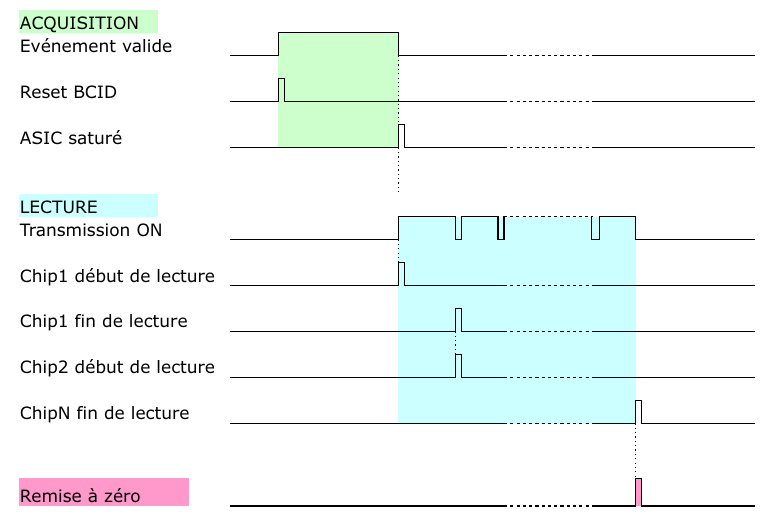 ACQUISITION
Evénement valide
Reset BCID
ASIC saturé
LECTURE
Transmission ON
Chip1 début de lecture
Chip1 fin de lecture
Chip2 début de lecture
ChipN fin de lecture
Remise à zéro